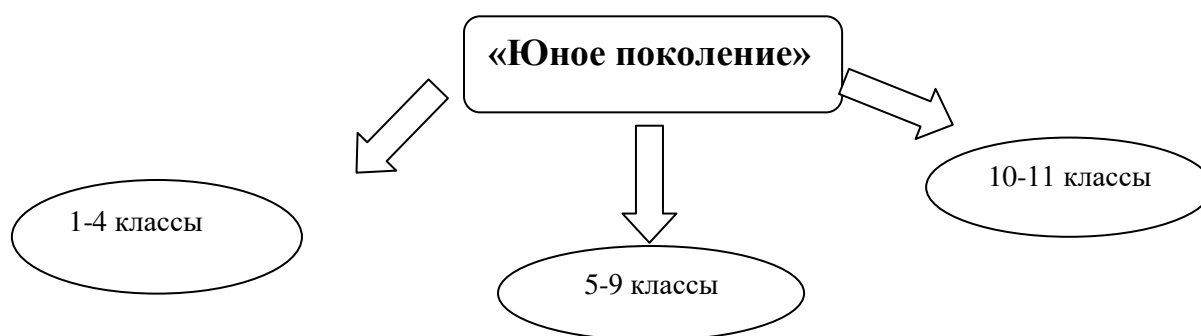 «Юное поколение»
1-4 классы
5-9 классы
10-11 классы